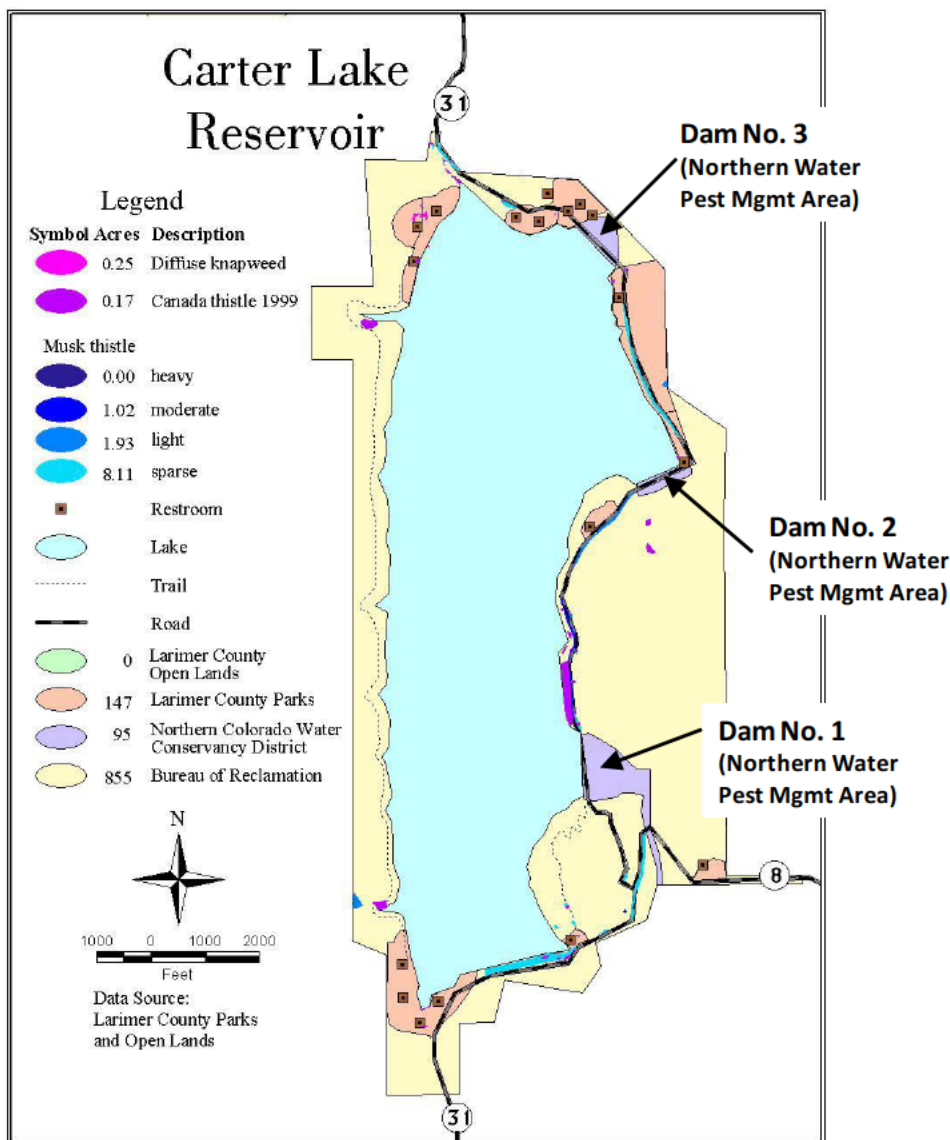 Carter Lake
Reservoir
31
Dam No. 3
(Northern Water
Pest Mgmt Area)
Legend
Symbol Acres Description
0.25 Diffuse knapweed
0.17 Canada thistle 1999
Musk thistle
0.00 heavy
1.02 moderate
1.93 light
8.11 sparse
Restroom
Lake
Trail
Road
0 Larimer County
Open Lands
147 Larimer County Parks
95 Northern Colorado Water
Conservancy District
855 Bureau of Reclamation
Dam No. 2
(Northern Water
Pest Mgmt Area)
Dam No. 1
(Northern Water
Pest Mgmt Area)
8
N
1000 0 1000 2000
Feet
Data Source:
Larimer County Parks
and Open Lands
31